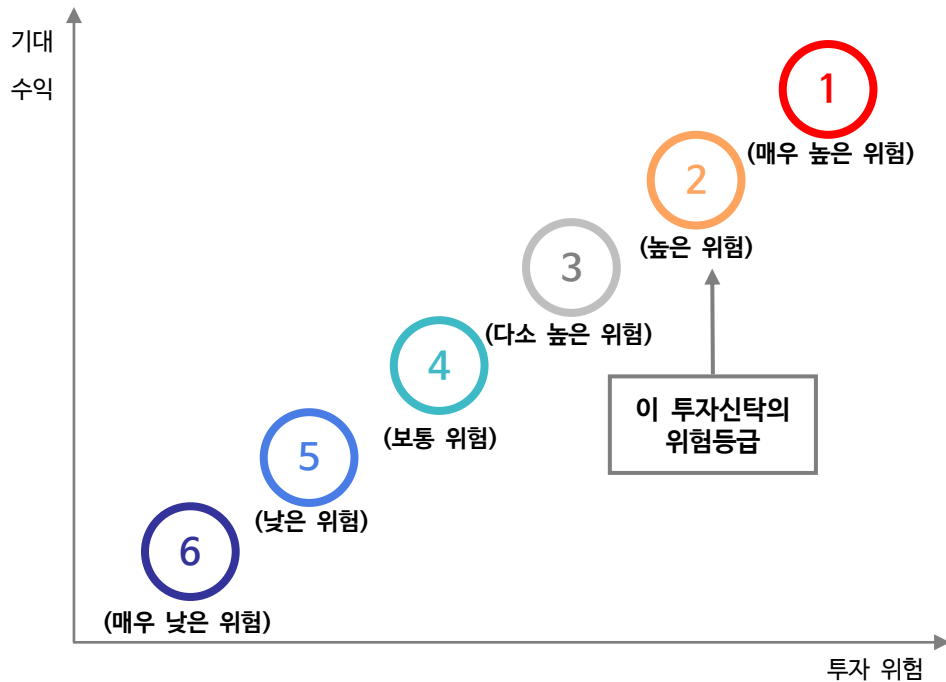 기대
수익
1
(매우 높은 위험)
2
(높은 위험)
3
(다소 높은 위험)
4
(보통 위험)
이 투자신탁의
위험등급
5
(낮은 위험)
6
(매우 낮은 위험)
투자 위험